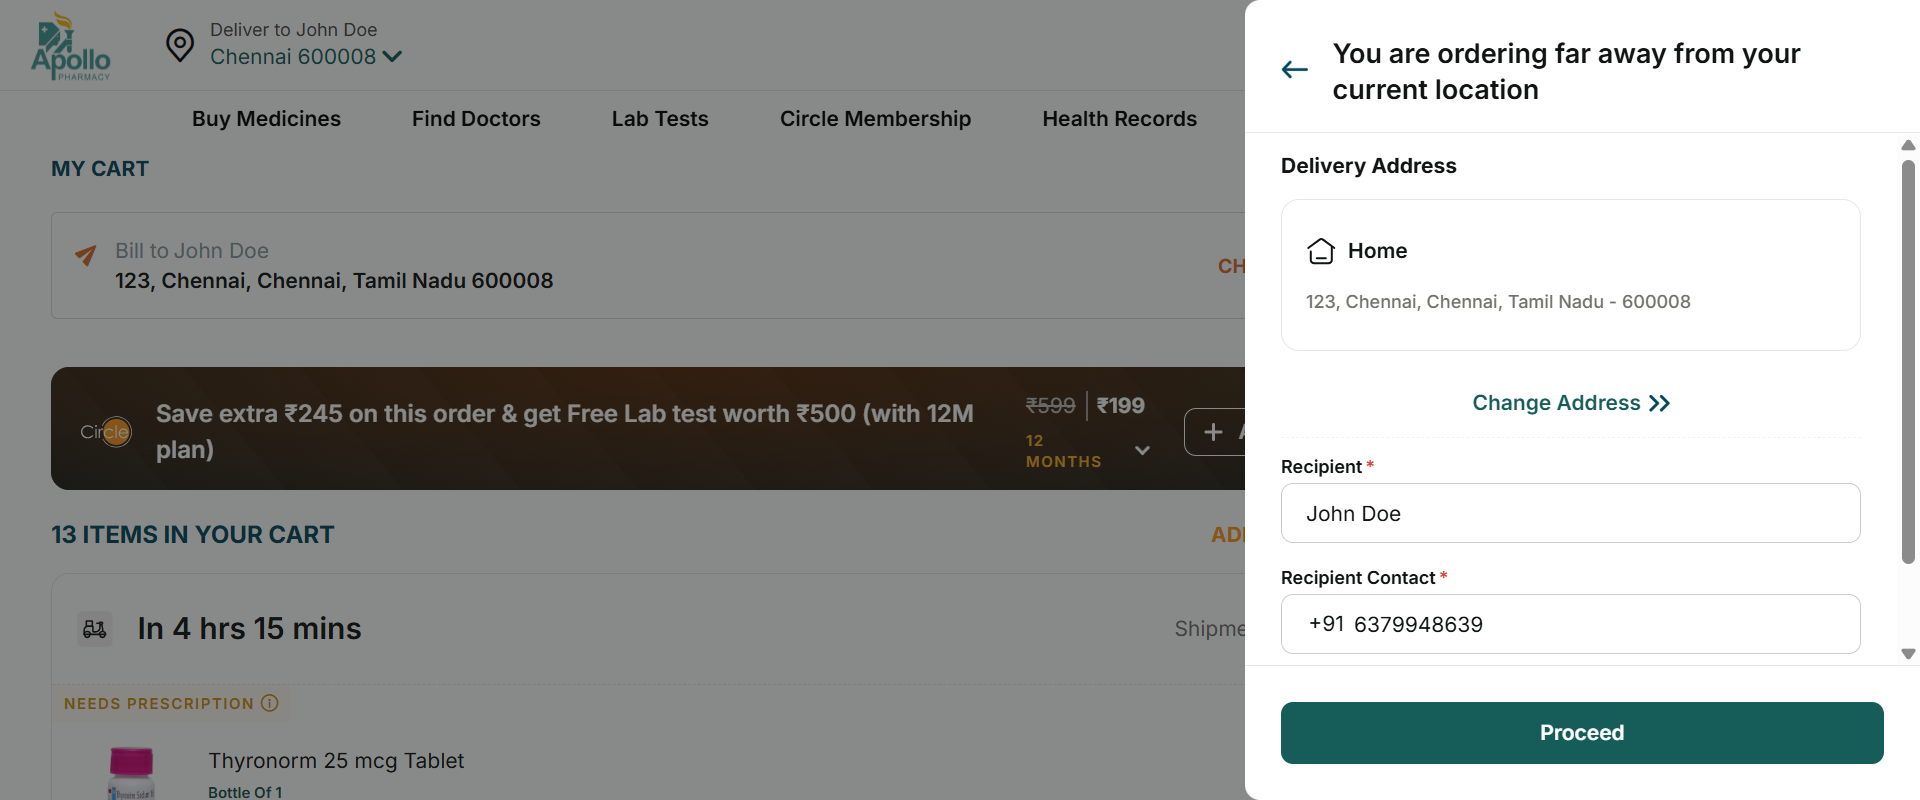 Apollo
PHARMACY
Deliver to John Doe
Chennai 600008
Buy Medicines
Find Doctors
Lab Tests
Circle Membership
Health Records
MY CART
Bill to John Doe
123, Chennai, Chennai, Tamil Nadu 600008
Circle
Save extra ₹245 on this order & get Free Lab test worth ₹500 (with 12M
plan)
₹599 | ₹199
12
MONTHS
13 ITEMS IN YOUR CART
In 4 hrs 15 mins
NEEDS PRESCRIPTION
Thyronorm 25 mcg Tablet
Bottle Of 1
You are ordering far away from your
current location
Delivery Address
Home
123, Chennai, Chennai, Tamil Nadu - 600008
Change Address
Recipient *
John Doe
Recipient Contact *
+91 6379948639
Proceed